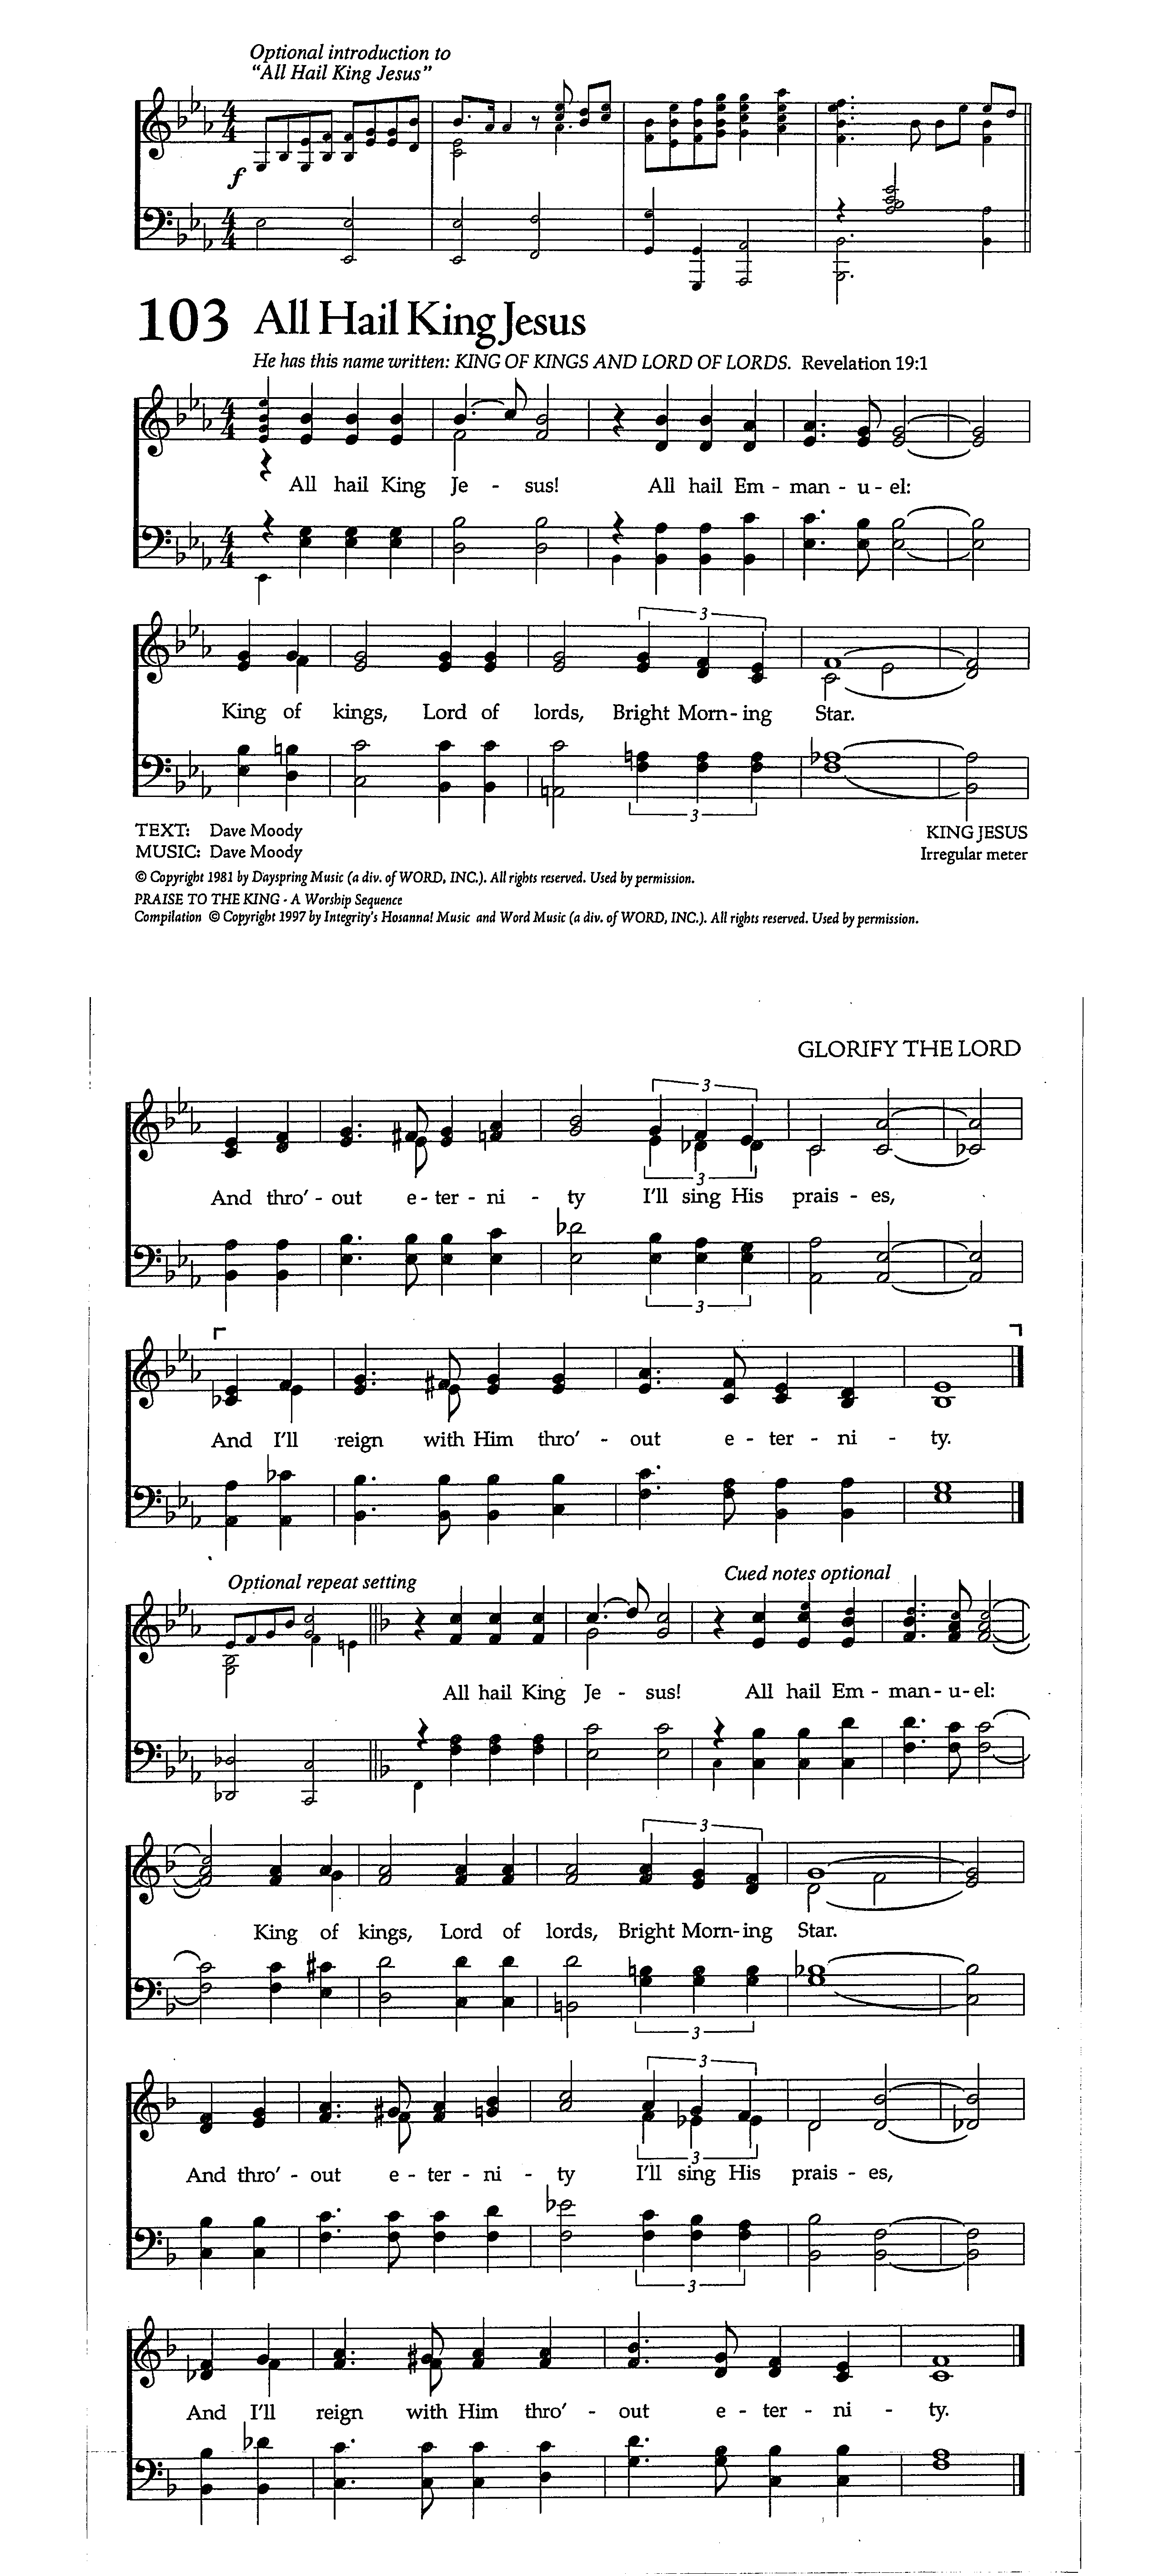 Optional introduction to
“All Hail King Jesus”
f
103 All Hail King Jesus
He has this name written: KING OF KINGS AND LORD OF LORDS. Revelation 19:1
All hail King Je - sus! All hail Em - man - u - el:
3
King of kings, Lord of lords, Bright Morn- ing Star.
3
TEXT: Dave Moody KING JESUS
MUSIC: Dave Moody Irregular meter
© Copyright 1981 by Dayspring Music (a div. of WORD, INC.). All rights reserved. Used by permission.
PRAISE TO THE KING - A Worship Sequence
Compilation © Copyright 1997 by Integrity's Hosanna! Music and Word Music (a div. of WORD, INC.). All rights reserved. Used by permission.
GLORIFY THE LORD
3
3
And thro’ - out e - ter - ni - ty I’ll sing His prais - es,
3
And I’ll reign with Him thro’ - out e - ter - ni - ty.
Optional repeat setting Cued notes optional
All hail King Je - sus! All hail Em - man - u - el:
3
King of kings, Lord of lords, Bright Morn- ing Star.
3
3
3
And thro’ - out e - ter - ni - ty I’ll sing His prais - es,
3
And I’ll reign with Him thro’ - out e - ter - ni - ty.